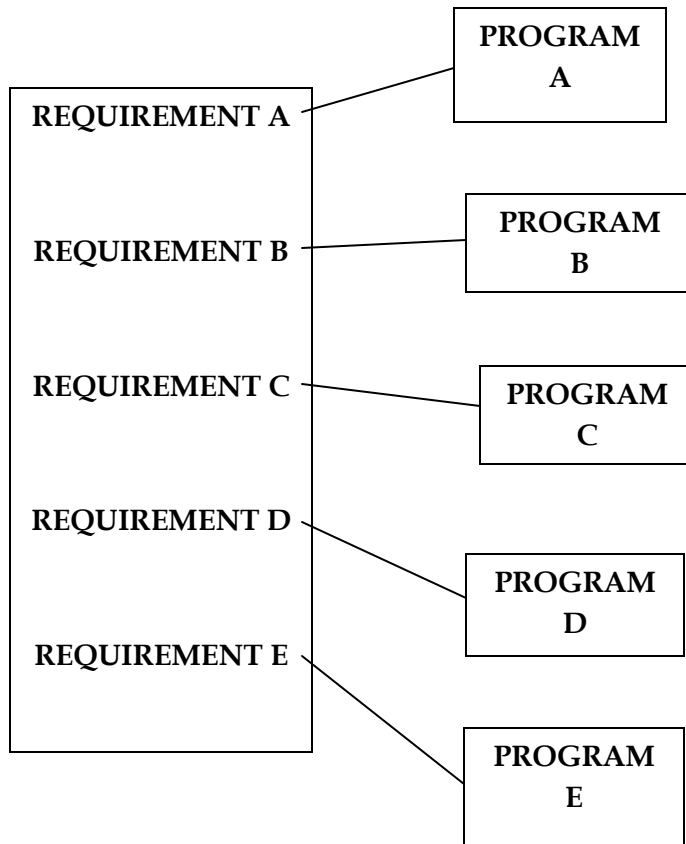 PROGRAM
A
REQUIREMENT A
PROGRAM
B
REQUIREMENT B
REQUIREMENT C
PROGRAM
C
REQUIREMENT D
PROGRAM
D
REQUIREMENT E
PROGRAM
E